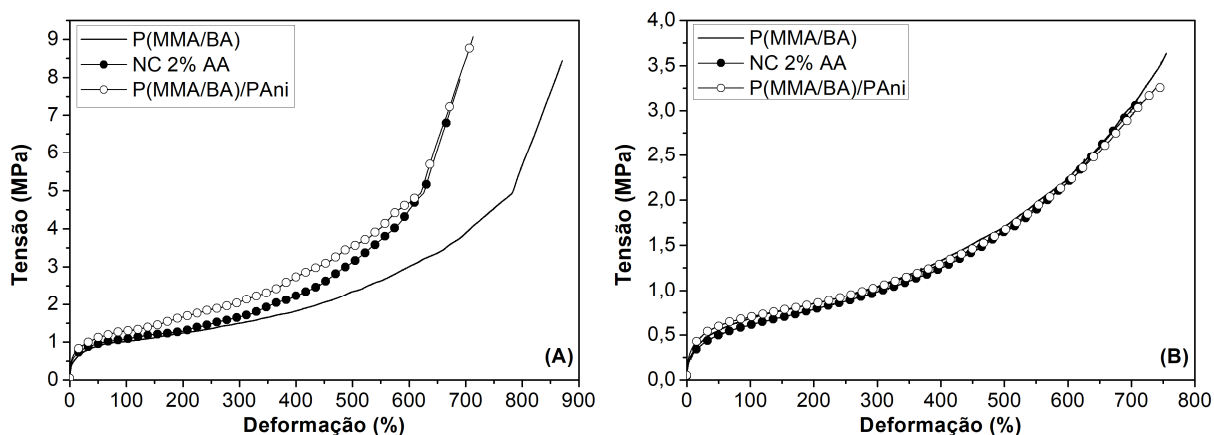 P(MMA/BA)
NC 2% AA
P(MMA/BA)/PAni
Tensão (MPa)
9
8
7
6
5
4
3
2
1
0
0 100 200 300 400 500 600 700 800 900
Deformação (%)
(A)
P(MMA/BA)
NC 2% AA
P(MMA/BA)/PAni
Tensão (MPa)
4,0
3,5
3,0
2,5
2,0
1,5
1,0
0,5
0,0
0 100 200 300 400 500 600 700 800
Deformação (%)
(B)